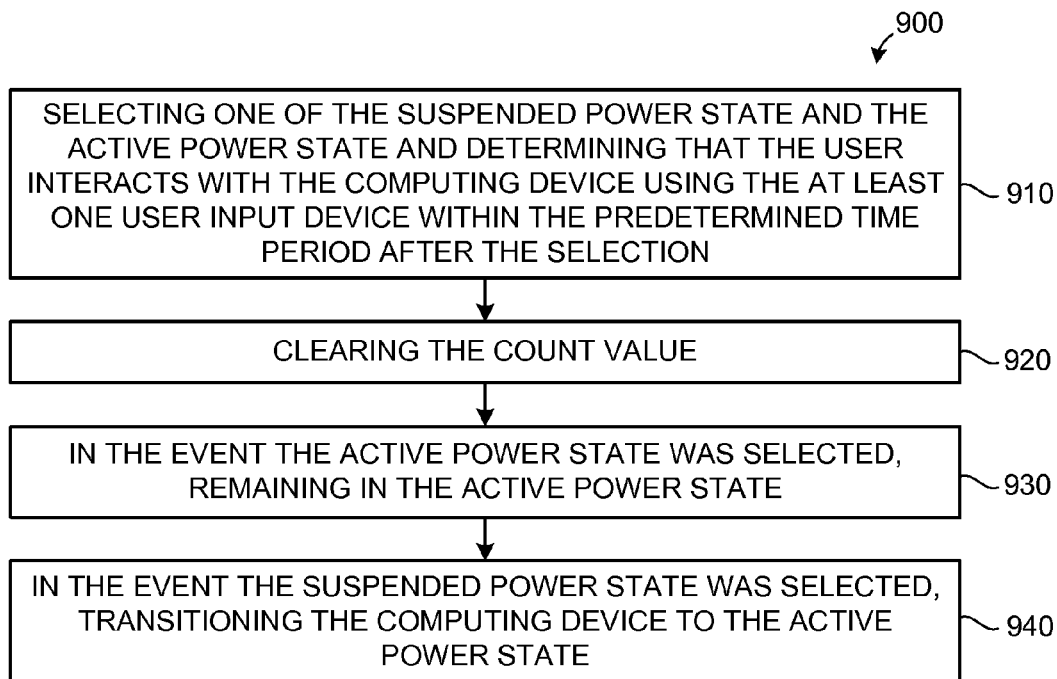 900
SELECTING ONE OF THE SUSPENDED POWER STATE AND THE
ACTIVE POWER STATE AND DETERMINING THAT THE USER
INTERACTS WITH THE COMPUTING DEVICE USING THE AT LEAST
ONE USER INPUT DEVICE WITHIN THE PREDETERMINED TIME
PERIOD AFTER THE SELECTION
910
CLEARING THE COUNT VALUE
920
IN THE EVENT THE ACTIVE POWER STATE WAS SELECTED,
REMAINING IN THE ACTIVE POWER STATE
930
IN THE EVENT THE SUSPENDED POWER STATE WAS SELECTED,
TRANSITIONING THE COMPUTING DEVICE TO THE ACTIVE
POWER STATE
940